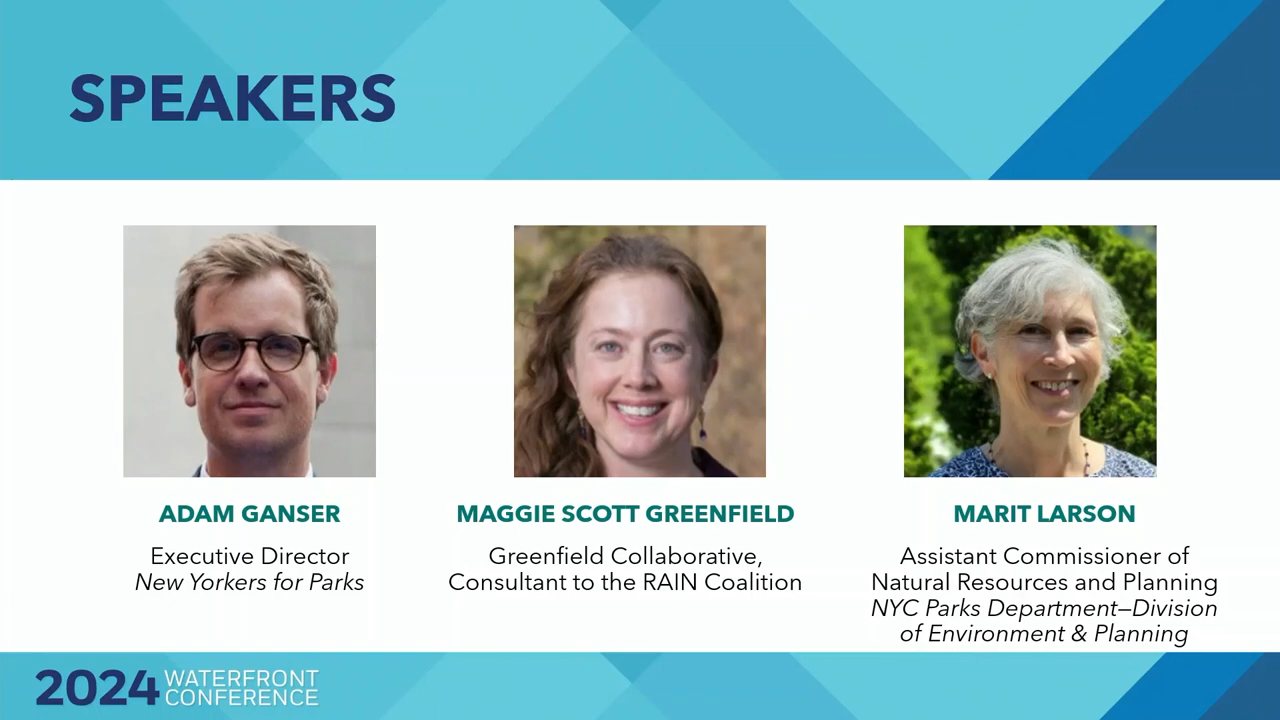 SPEAKERS
ADAM GANSER
Executive Director
New Yorkers for Parks
MAGGIE SCOTT GREENFIELD
Greenfield Collaborative,
Consultant to the RAIN Coalition
MARIT LARSON
Assistant Commissioner of
Natural Resources and Planning
NYC Parks Department—Division
of Environment & Planning
2024 WATERFRONT
CONFERENCE